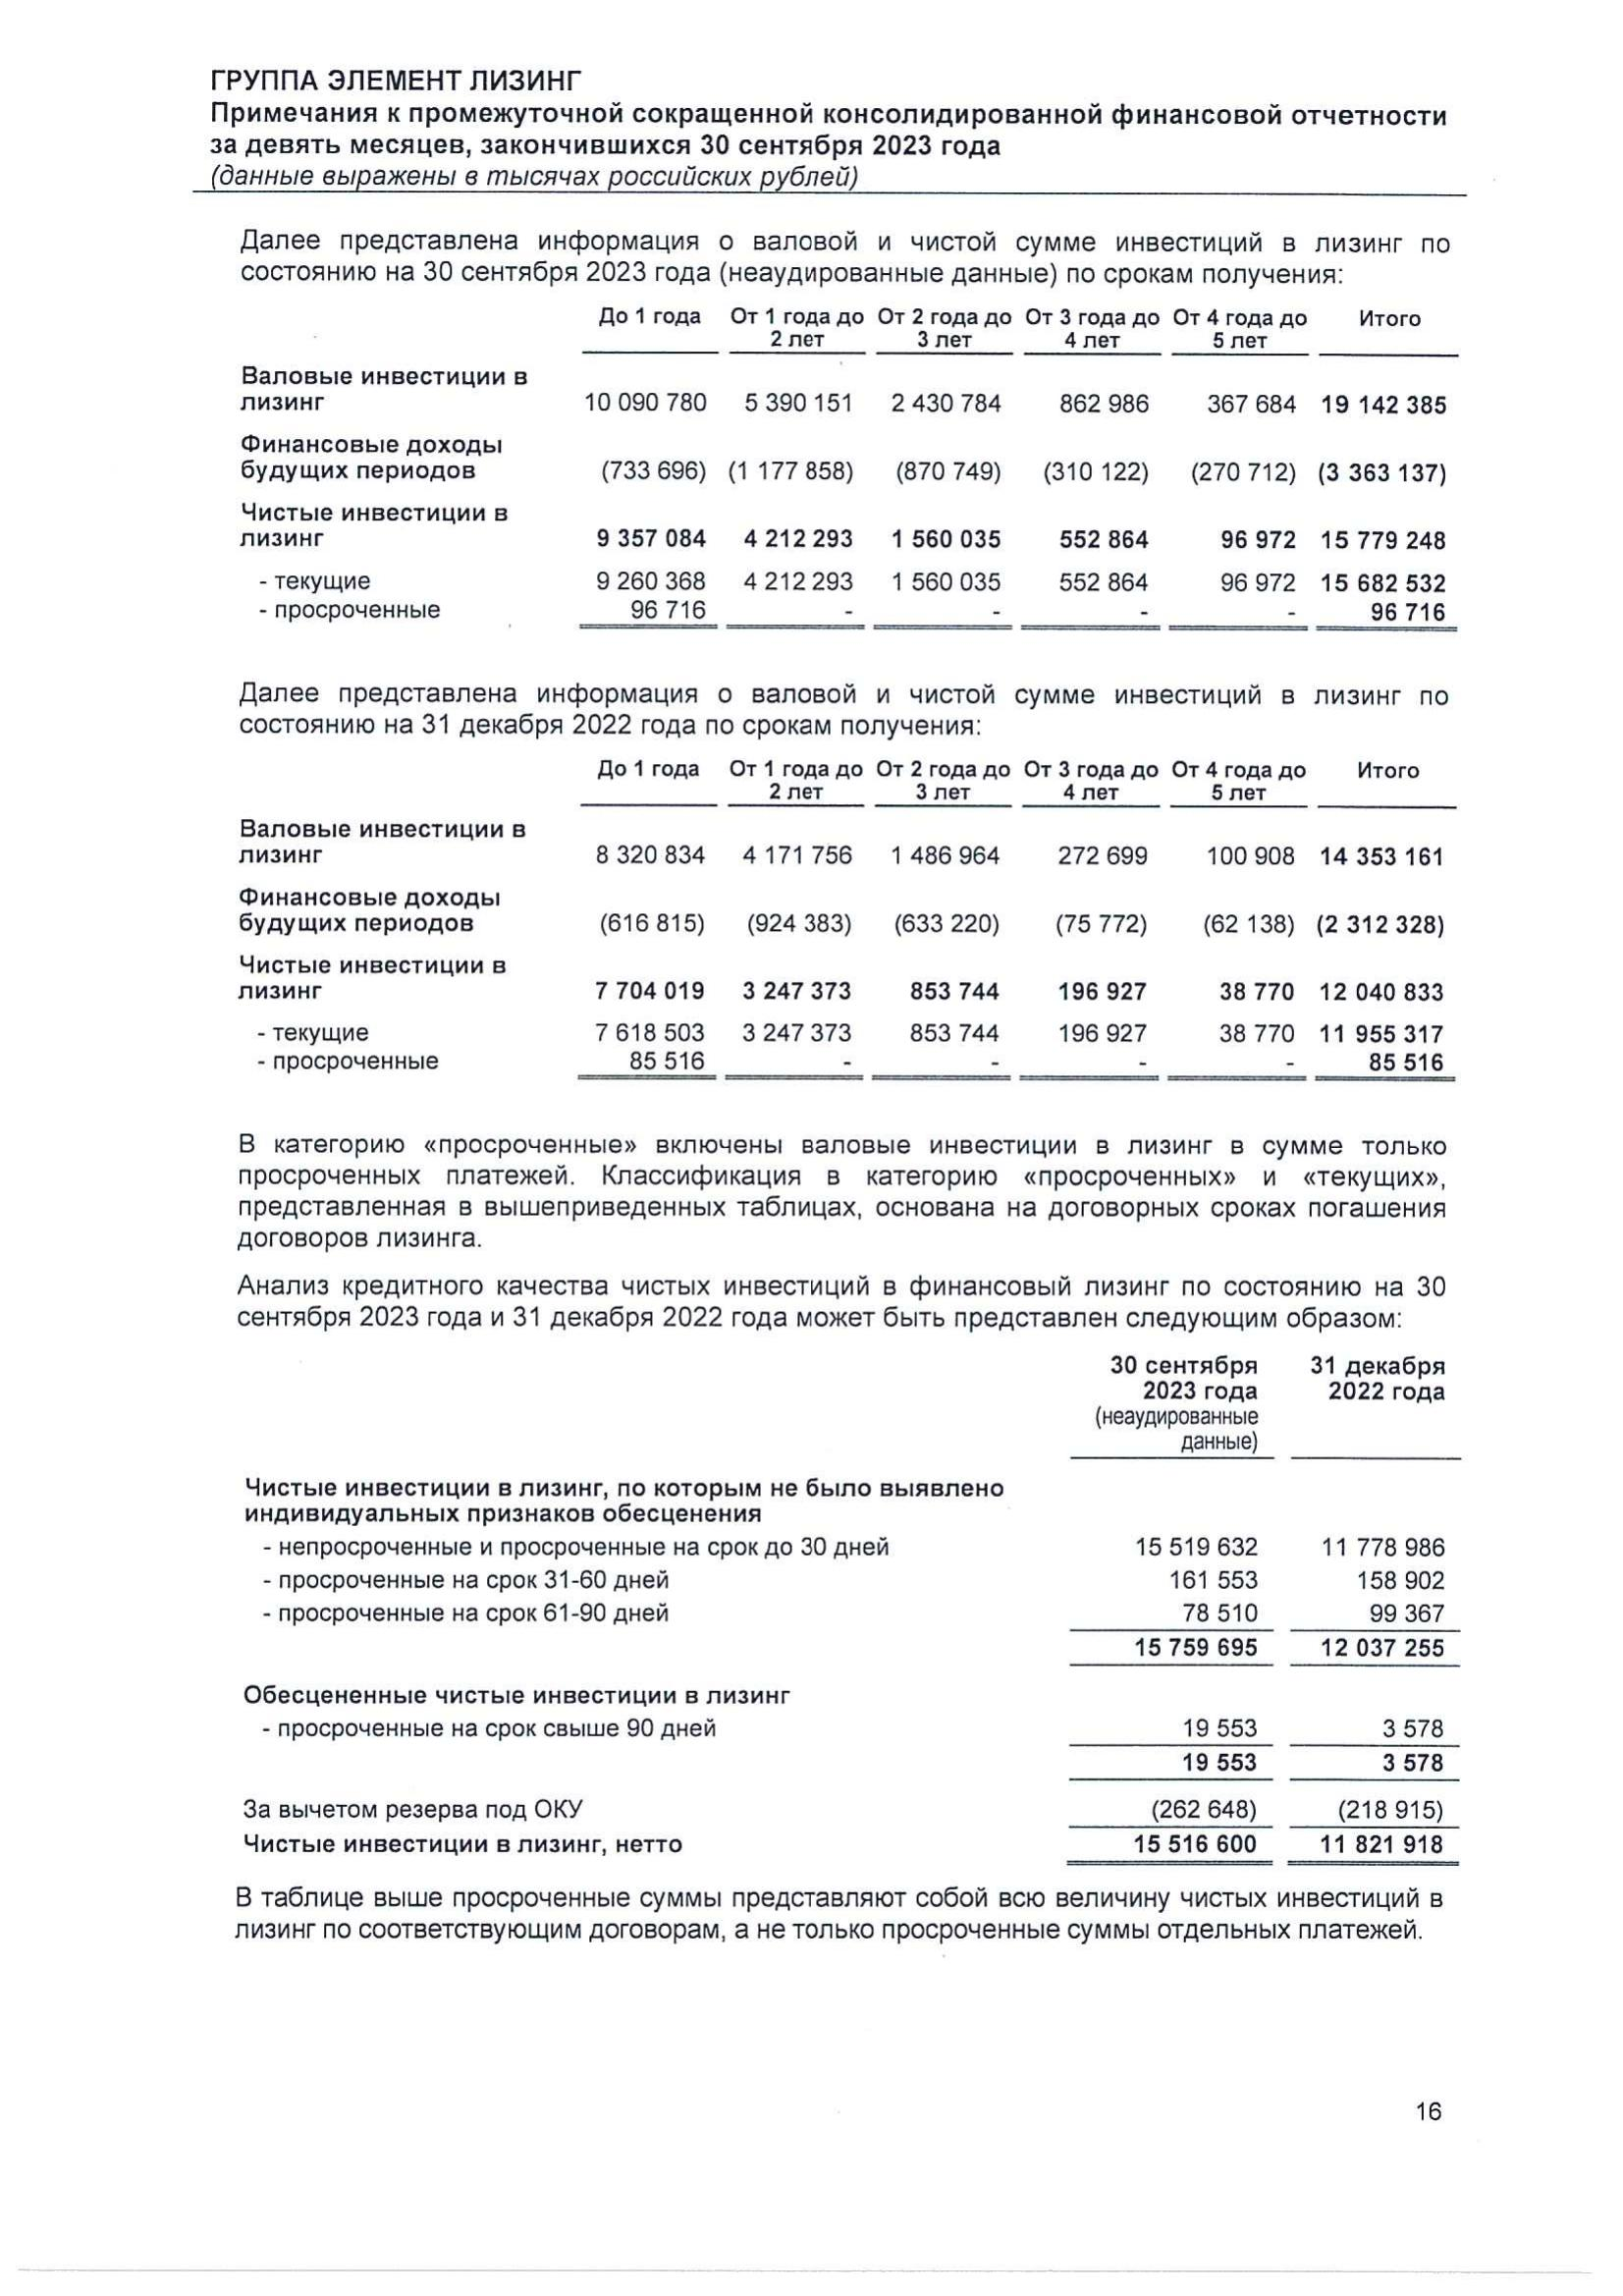 ГРУППА ЭЛЕМЕНТ ЛИЗИНГ
Примечания к промежуточной сокращенной консолидированной финансовой отчетности
за девять месяцев, закончившихся 30 сентября 2023 года
(данные выражены в тысячах российских рублей)
Далее представлена информация о валовой и чистой сумме инвестиций в лизинг по
состоянию на 30 сентября 2023 года (неаудированные данные) по срокам получения:
До 1 года От 1 года до От 2 года до От 3 года до От 4 года до Итого
2 лет 3 лет 4 лет 5 лет
Валовые инвестиции в
лизинг 10 090 780 5 390 151 2 430 784 862 986 367 684 19 142 385
Финансовые доходы
будущих периодов (733 696) (1 177 858) (870 749) (310 122) (270 712) (3 363 137)
Чистые инвестиции в
лизинг 9 357 084 4 212 293 1 560 035 552 864 96 972 15 779 248
- текущие 9 260 368 4 212 293 1 560 035 552 864 96 972 15 682 532
- просроченные 96 716 - - - - 96 716
Далее представлена информация о валовой и чистой сумме инвестиций в лизинг по
состоянию на 31 декабря 2022 года по срокам получения:
До 1 года От 1 года до От 2 года до От 3 года до От 4 года до Итого
2 лет 3 лет 4 лет 5 лет
Валовые инвестиции в
лизинг 8 320 834 4 171 756 1 486 964 272 699 100 908 14 353 161
Финансовые доходы
будущих периодов (616 815) (924 383) (633 220) (75 772) (62 138) (2 312 328)
Чистые инвестиции в
лизинг 7 704 019 3 247 373 853 744 196 927 38 770 12 040 833
- текущие 7 618 503 3 247 373 853 744 196 927 38 770 11 955 317
- просроченные 85 516 - - - - 85 516
В категорию «просроченные» включены валовые инвестиции в лизинг в сумме только
просроченных платежей. Классификация в категорию «просроченных» и «текущих»,
представленная в вышеприведенных таблицах, основана на договорных сроках погашения
договоров лизинга.
Анализ кредитного качества чистых инвестиций в финансовый лизинг по состоянию на 30
сентября 2023 года и 31 декабря 2022 года может быть представлен следующим образом:
30 сентября 31 декабря
2023 года 2022 года
(неаудированные
данные)
Чистые инвестиции в лизинг, по которым не было выявлено
индивидуальных признаков обесценения
- непросроченные и просроченные на срок до 30 дней 15 519 632 11 778 986
- просроченные на срок 31-60 дней 161 553 158 902
- просроченные на срок 61-90 дней 78 510 99 367
15 759 695 12 037 255
Обесцененные чистые инвестиции в лизинг
- просроченные на срок свыше 90 дней 19 553 3 578
19 553 3 578
За вычетом резерва под ОКУ (262 648) (218 915)
Чистые инвестиции в лизинг, нетто 15 516 600 11 821 918
В таблице выше просроченные суммы представляют собой всю величину чистых инвестиций в
лизинг по соответствующим договорам, а не только просроченные суммы отдельных платежей.
16